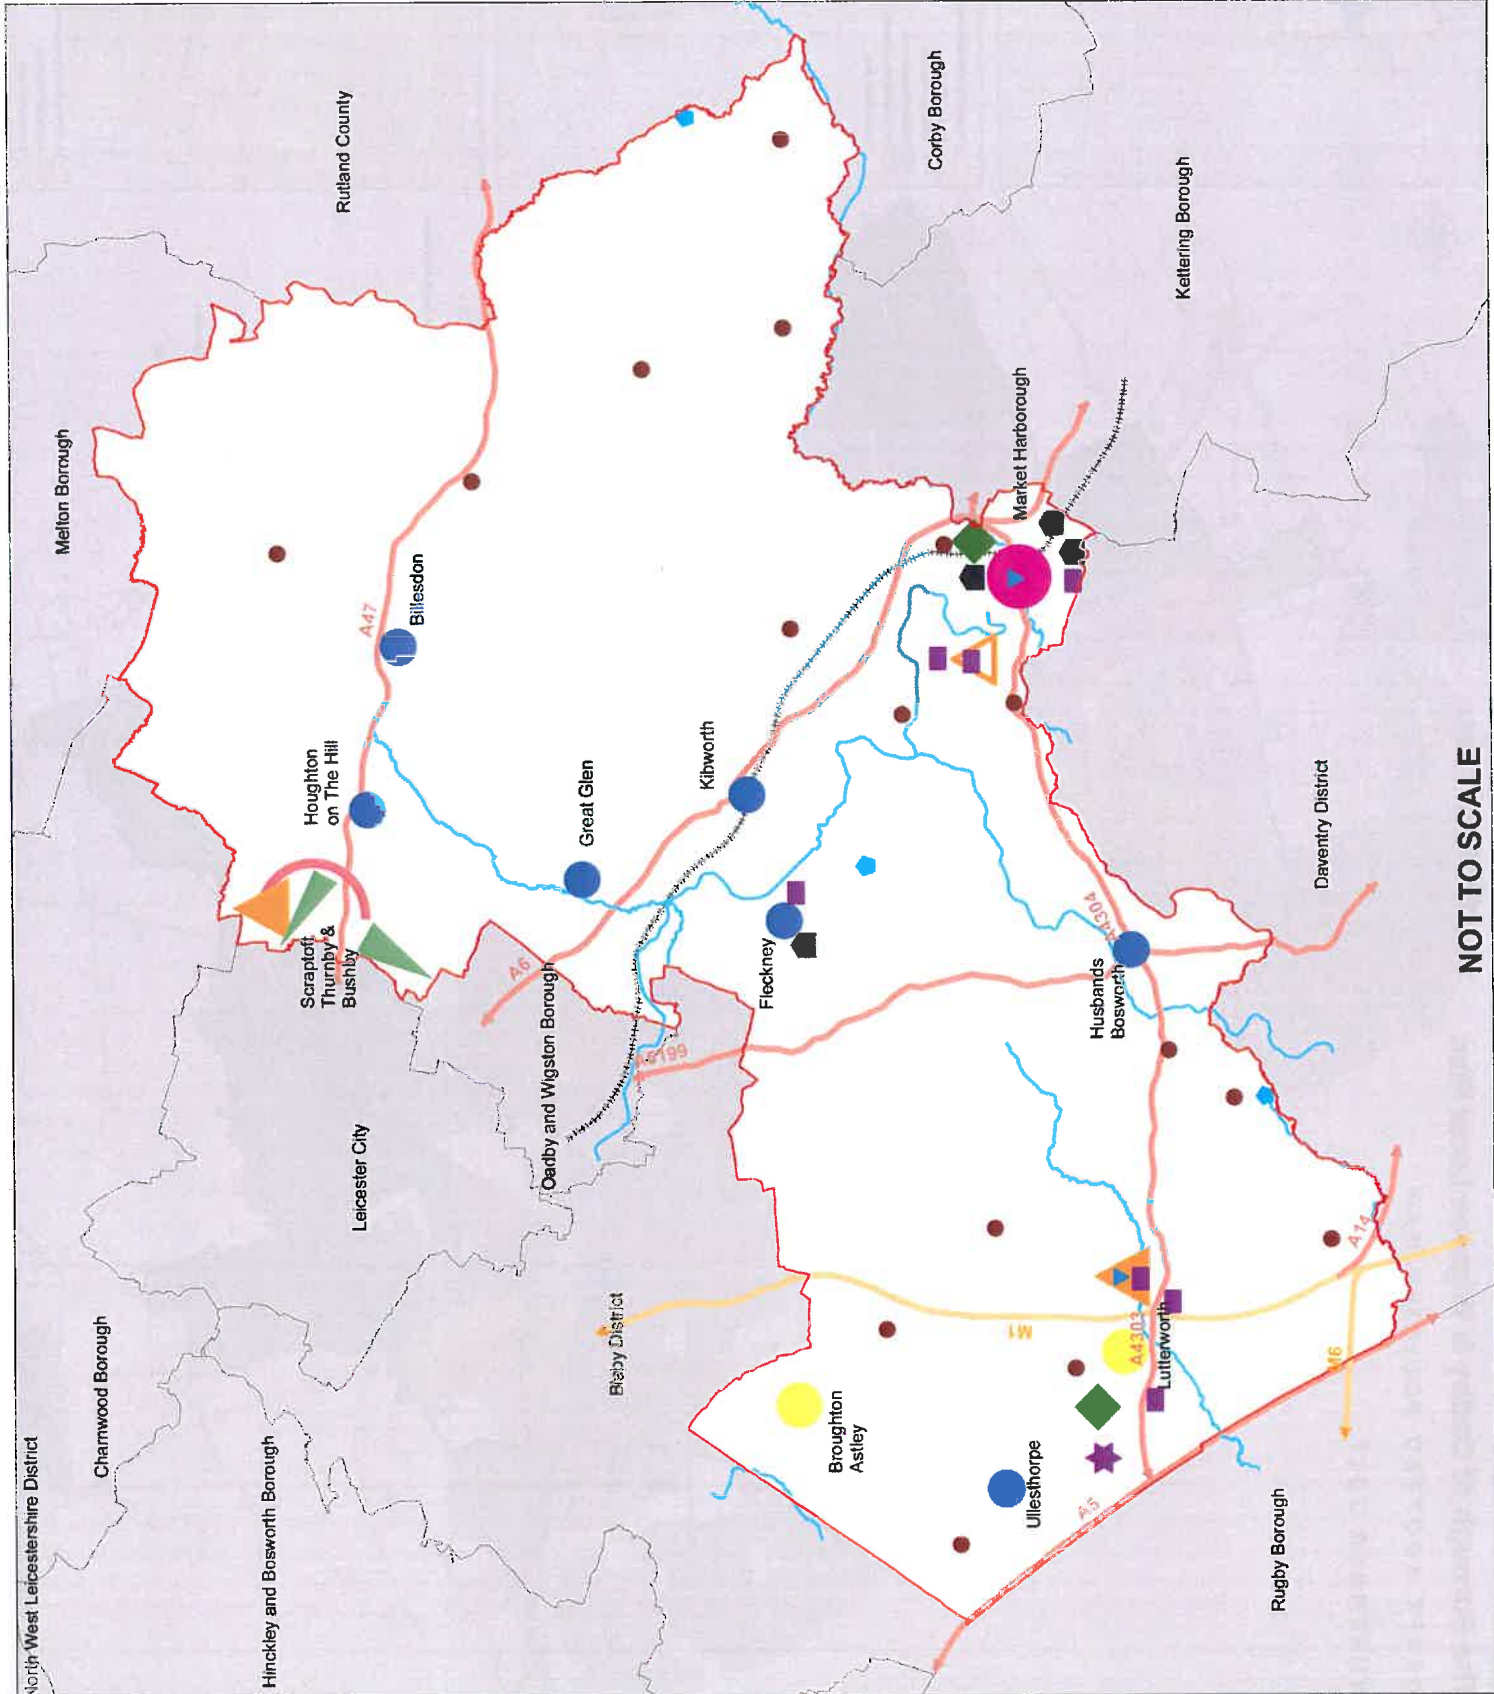 North West Leicestershire District
Charnwood Borough
Hinckley and Bosworth Borough
Melton Borough
Rutland County
Leicester City
Scraptoft,
Thurnby &
Bushby
Houghton
on The Hill
A47
Billesdon
Oadby and Wigston Borough
A6
Great Glen
Kibworth
Corby Borough
Blaby District
A5199
Fleckney
Market Harborough
Kettering Borough
Broughton
Astley
M1
Ullesthorpe
A5
A4303
Lutterworth
Husbands
Bosworth
A4304
Rugby Borough
M6
A14
Daventry District
NOT TO SCALE